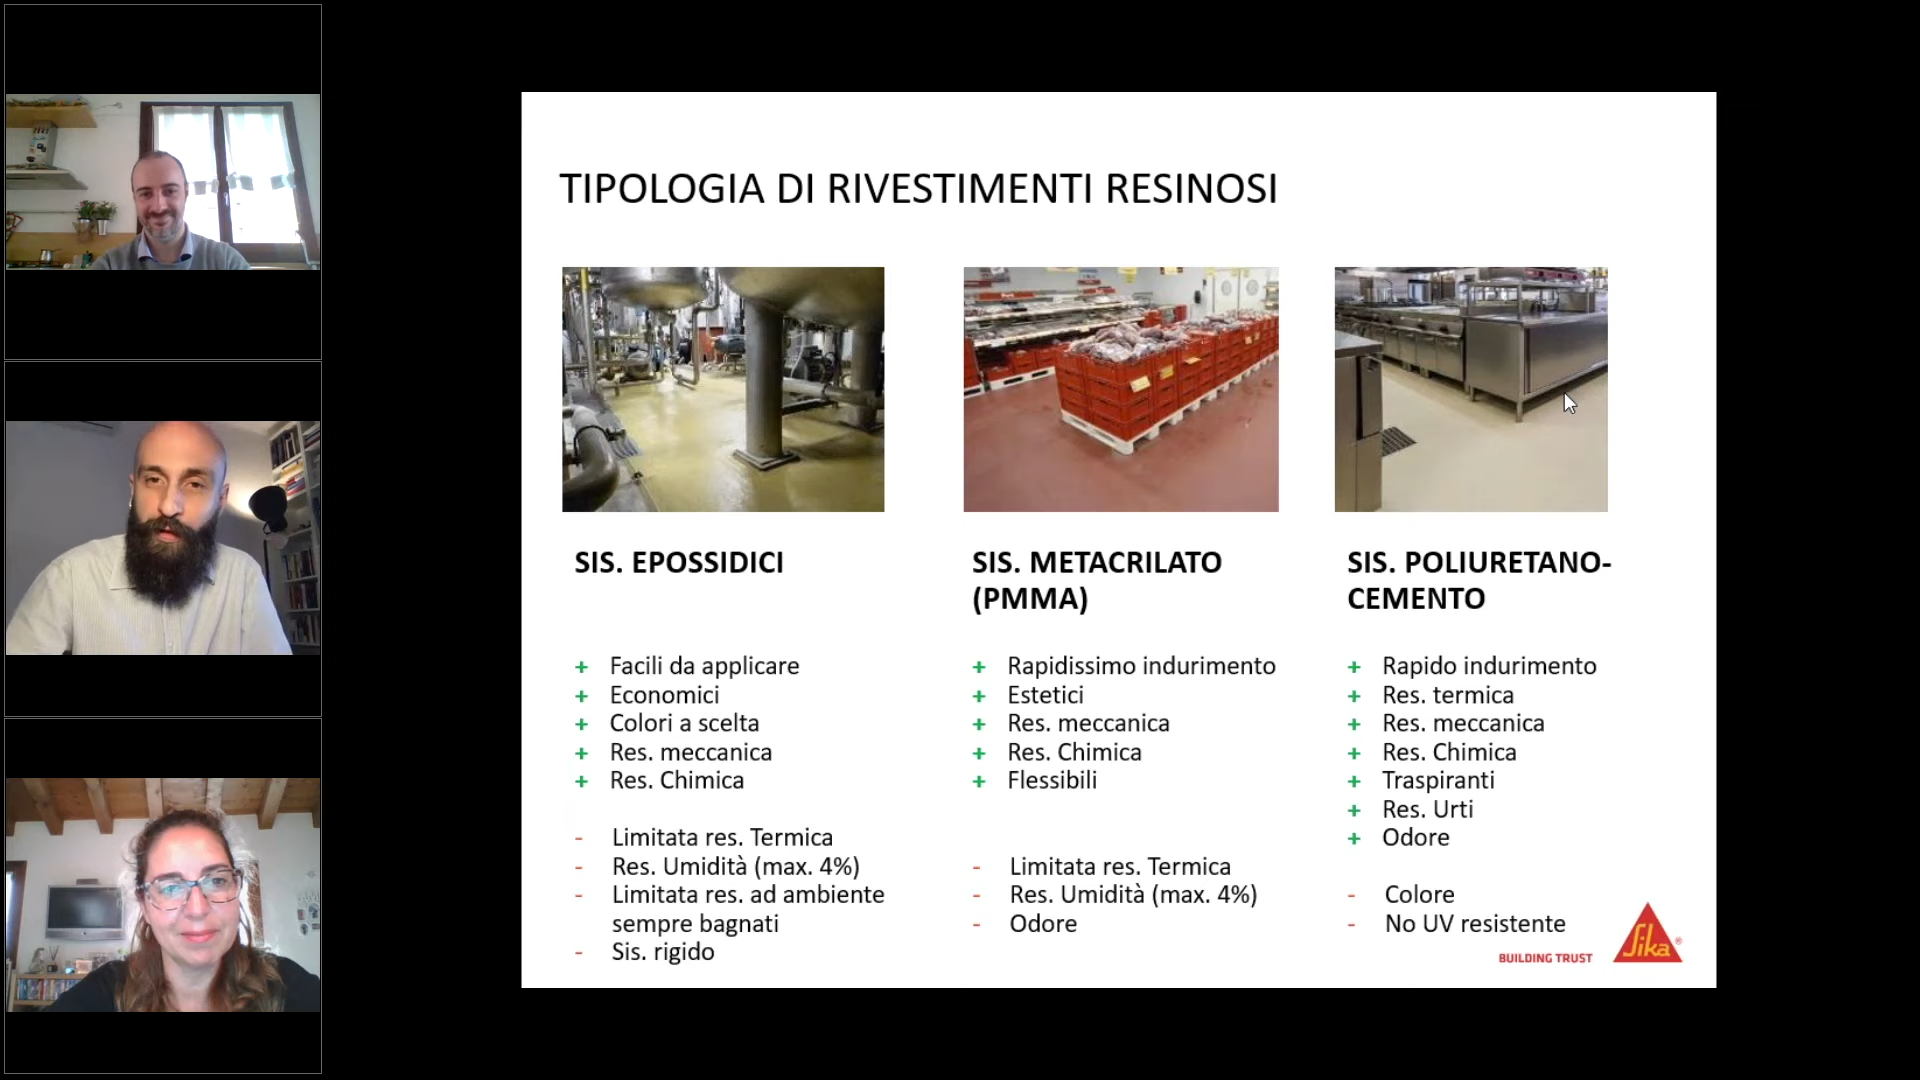 TIPOLOGIA DI RIVESTIMENTI RESINOSI
SIS. EPOSSIDICI
+ Facili da applicare
+ Economici
+ Colori a scelta
+ Res. meccanica
+ Res. Chimica
- Limitata res. Termica
- Res. Umidità (max. 4%)
- Limitata res. ad ambiente
sempre bagnati
- Sis. rigido
SIS. METACRILATO
(PMMA)
+ Rapidissimo indurimento
+ Estetici
+ Res. meccanica
+ Res. Chimica
+ Flessibili
- Limitata res. Termica
- Res. Umidità (max. 4%)
- Odore
SIS. POLIURETANO-
CEMENTO
+ Rapido indurimento
+ Res. termica
+ Res. meccanica
+ Res. Chimica
+ Traspiranti
+ Res. Urti
+ Odore
- Colore
- No UV resistente
BUILDING TRUST
Sika®